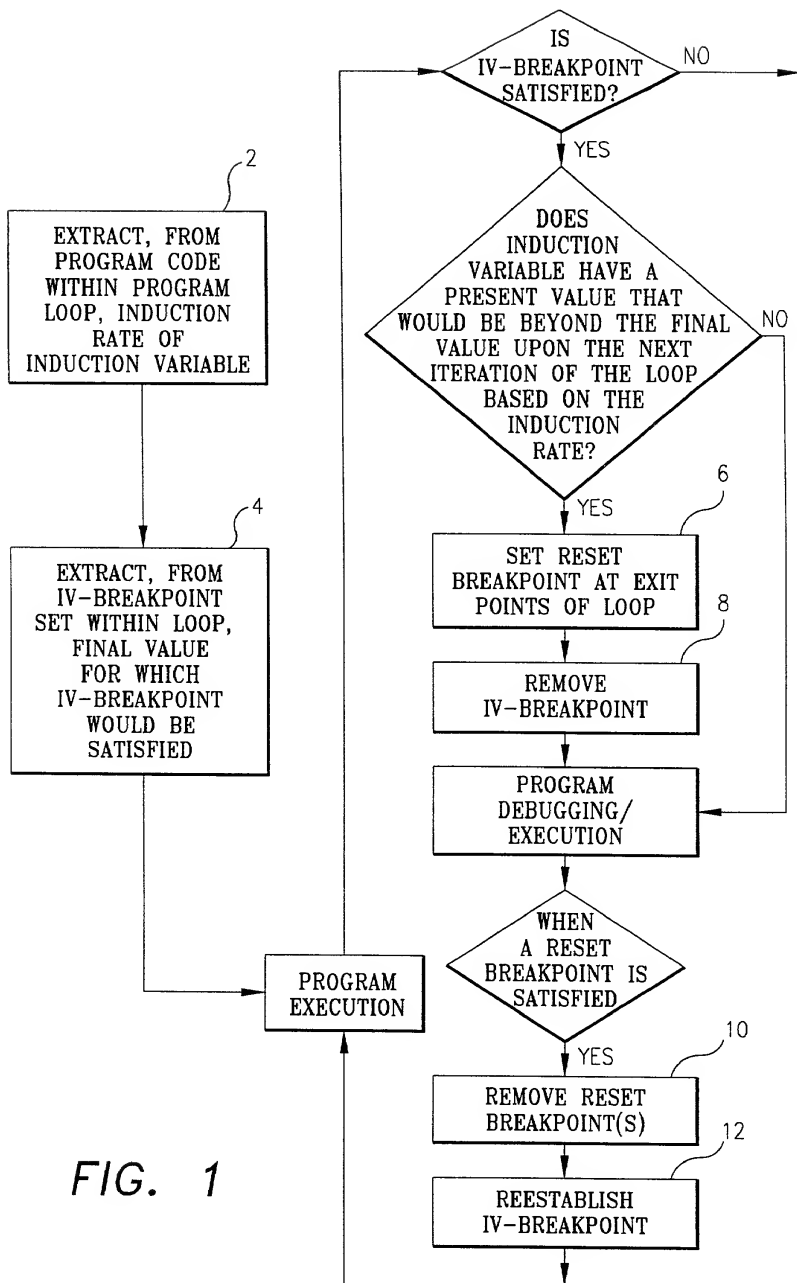 2
EXTRACT, FROM
PROGRAM CODE
WITHIN PROGRAM
LOOP, INDUCTION
RATE OF
INDUCTION VARIABLE
4
EXTRACT, FROM
IV-BREAKPOINT
SET WITHIN LOOP,
FINAL VALUE
FOR WHICH
IV-BREAKPOINT
WOULD BE
SATISFIED
PROGRAM
EXECUTION
IS
IV-BREAKPOINT
SATISFIED?
NO
YES
DOES
INDUCTION
VARIABLE HAVE A
PRESENT VALUE THAT
WOULD BE BEYOND THE FINAL
VALUE UPON THE NEXT
ITERATION OF THE LOOP
BASED ON THE
INDUCTION
RATE?
NO
YES
6
SET RESET
BREAKPOINT AT EXIT
POINTS OF LOOP
8
REMOVE
IV-BREAKPOINT
PROGRAM
DEBUGGING/
EXECUTION
WHEN
A RESET
BREAKPOINT IS
SATISFIED
YES
10
REMOVE RESET
BREAKPOINT(S)
12
REESTABLISH
IV-BREAKPOINT
FIG. 1